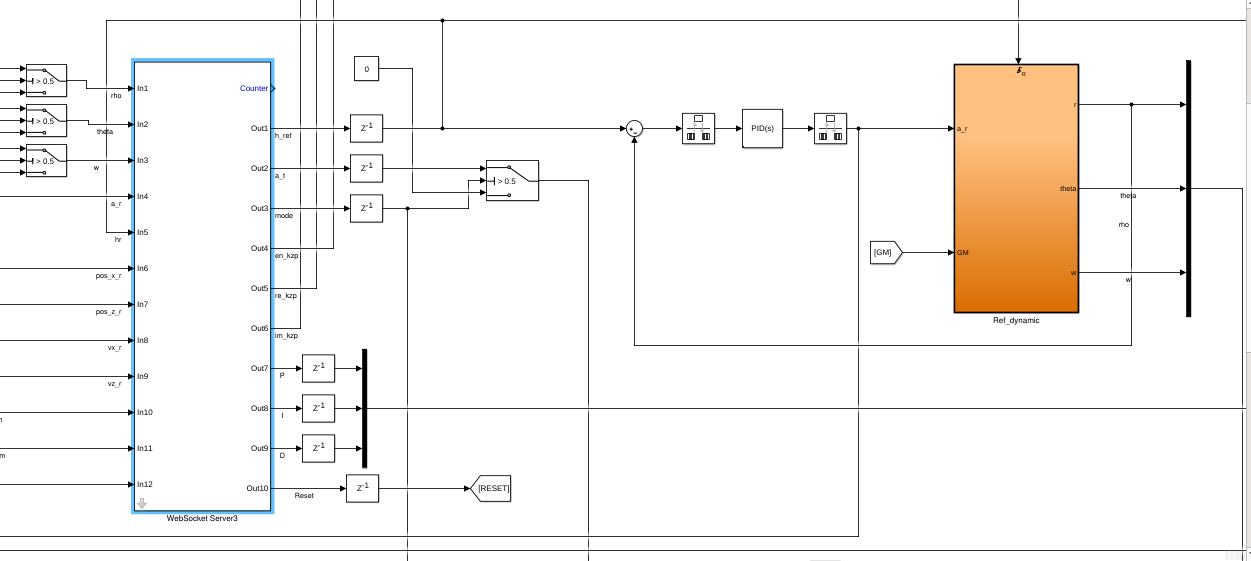 0
> 0.5
> 0.5
> 0.5
rho
theta
w
a_r
hr
pos_x_r
pos_z_r
vx_r
vz_r
m
In1
In2
In3
In4
In5
In6
In7
In8
In9
In10
In11
In12
Counter
Out1
Out2
Out3
Out4
Out5
Out6
Out7
Out8
Out9
Out10
WebSocket Server3
h_ref
a_t
mode
en_kzp
re_kzp
im_kzp
P
I
D
Reset
Z-1
Z-1
Z-1
Z-1
Z-1
Z-1
Z-1
> 0.5
[RESET]
+
-
PID(s)
[GM]
R
a_r
GM
r
theta
w
Ref_dynamic
theta
rho
w